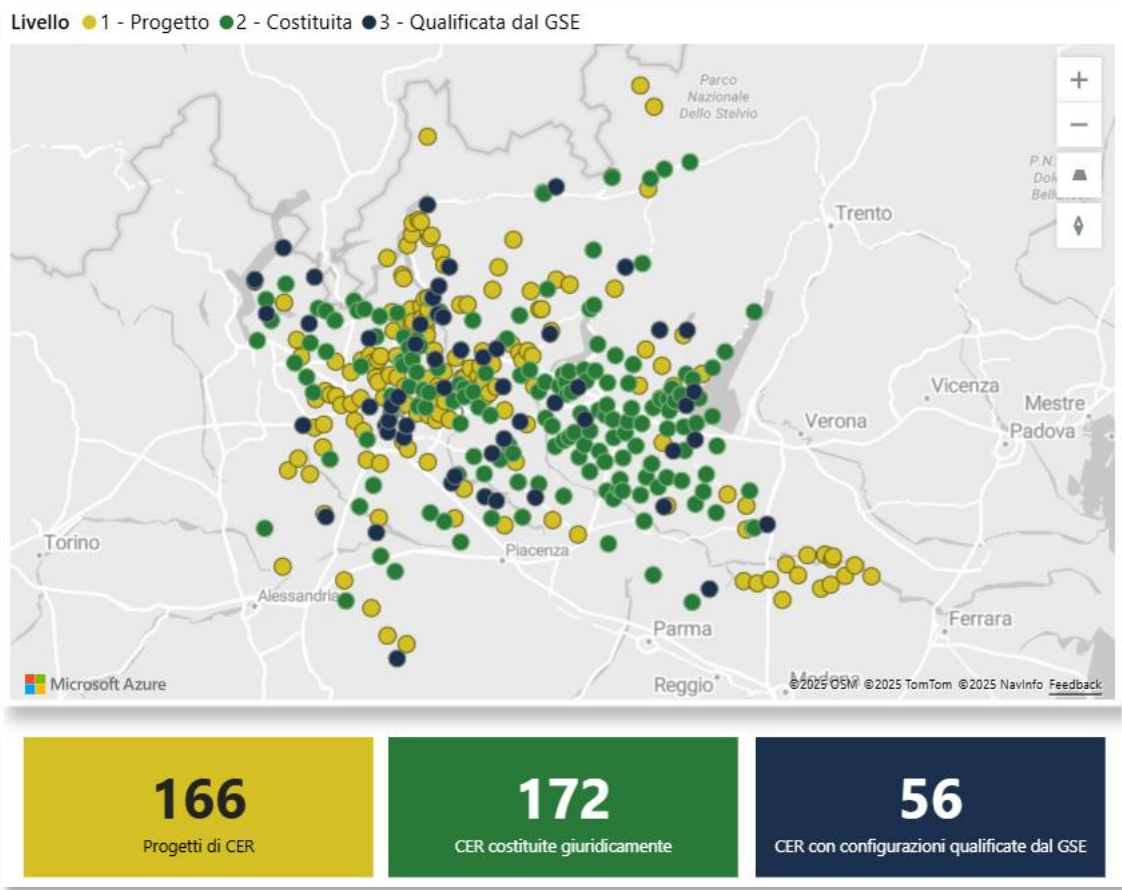 Livello 1 - Progetto 2 - Costituita 3 - Qualificata dal GSE
Parco
Nazionale
Dello Stelvio
P.N.
Trento
Vicenza
Mestre
Padova
Verona
Torino
Piacenza
Alessandria
Ferrara
Parma
Reggio
Modena
Microsoft Azure
©2025 OSM ©2025 TomTom ©2025 NavInfo Feedback
166
Progetti di CER
172
CER costituite giuridicamente
56
CER con configurazioni qualificate dal GSE